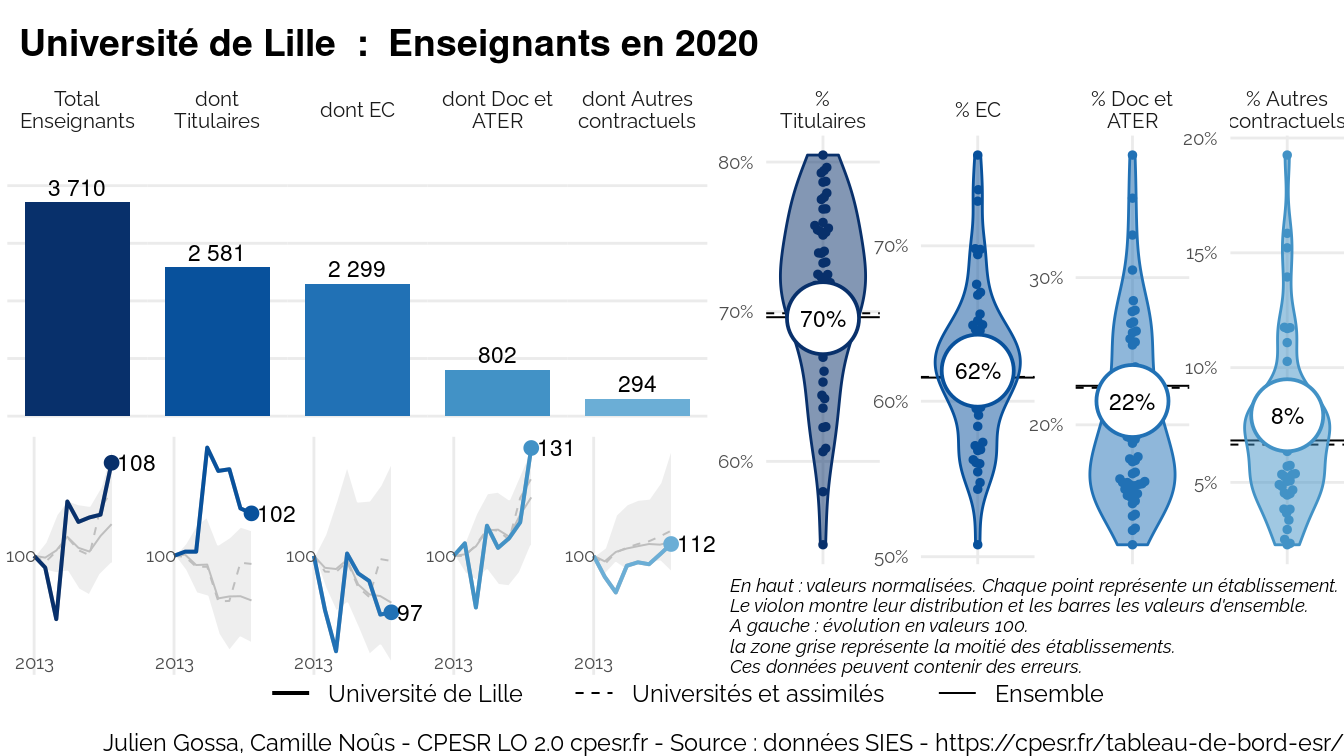 Université de Lille : Enseignants en 2020
Total
Enseignants
dont
Titulaires
dont EC
dont Doc et
ATER
dont Autres
contractuels
%
Titulaires
% EC
% Doc et
ATER
% Autres
contractuels
3 710
2 581
2 299
802
294
80%
70%
60%
70%
70%
60%
50%
62%
30%
20%
22%
20%
15%
10%
5%
8%
100
108
2013
100
102
2013
100
97
2013
100
131
2013
100
112
2013
En haut : valeurs normalisées. Chaque point représente un établissement.
Le violon montre leur distribution et les barres les valeurs d'ensemble.
A gauche : évolution en valeurs 100.
la zone grise représente la moitié des établissements.
Ces données peuvent contenir des erreurs.
Université de Lille
Universités et assimilés
Ensemble
Julien Gossa, Camille Noûs - CPESR LO 2.0 cpesr.fr - Source : données SIES - https://cpesr.fr/tableau-de-bord-esr/